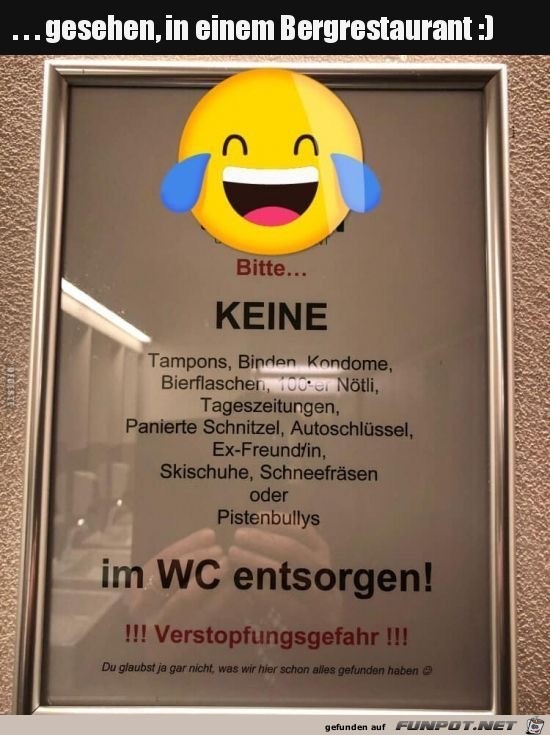 . . . gesehen, in einem Bergrestaurant :)
Bitte...
KEINE
Tampons, Binden, Kondome,
Bierflaschen, 100-er Nötli,
Tageszeitungen,
Panierte Schnitzel, Autoschlüssel,
Ex-Freund/in,
Skischuhe, Schneefräsen
oder
Pistenbullys
im WC entsorgen!
!!! Verstopfungsgefahr !!!
Du glaubst ja gar nicht, was wir hier schon alles gefunden haben ☺
gefunden auf FUNPOT.NET